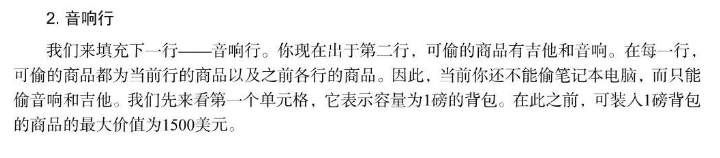 2. 音响行
我们来填充下一行——音响行。你现在出于第二行，可偷的商品有吉他和音响。在每一行，
可偷的商品都为当前行的商品以及之前各行的商品。因此，当前你还不能偷笔记本电脑，而只能
偷音响和吉他。我们先来看第一个单元格，它表示容量为1磅的背包。在此之前，可装入1磅背包
的商品的最大价值为1500美元。